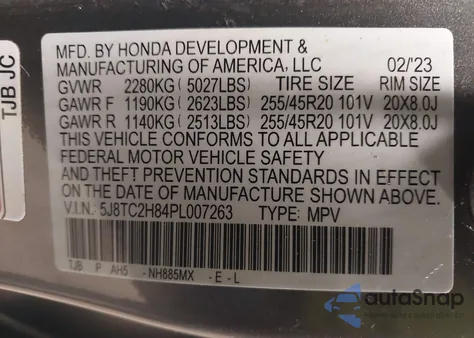 TJB JC
MFD. BY HONDA DEVELOPMENT &
MANUFACTURING OF AMERICA, LLC 02/'23
GVWR 2280KG (5027LBS) TIRE SIZE RIM SIZE
GAWR F 1190KG (2623LBS) 255/45R20 101V 20X8.0J
GAWR R 1140KG (2513LBS) 255/45R20 101V 20X8.0J
THIS VEHICLE CONFORMS TO ALL APPLICABLE
FEDERAL MOTOR VEHICLE SAFETY
AND THEFT PREVENTION STANDARDS IN EFFECT
ON THE DATE OF MANUFACTURE SHOWN ABOVE.
V.I.N.: 5J8TC2H84PL007263 TYPE: MPV
TJB P AH5 -NH885MX -E-L
autoSnap